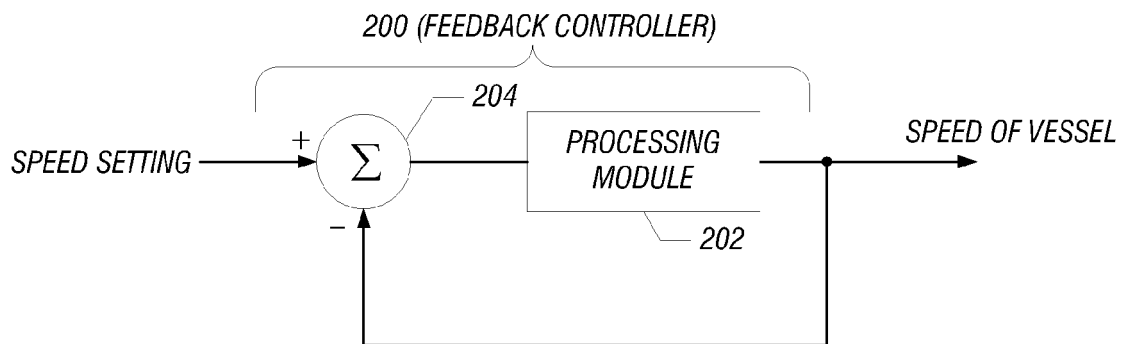 200 (FEEDBACK CONTROLLER)
204
SPEED SETTING
+
Σ
−
PROCESSING
MODULE
202
SPEED OF VESSEL